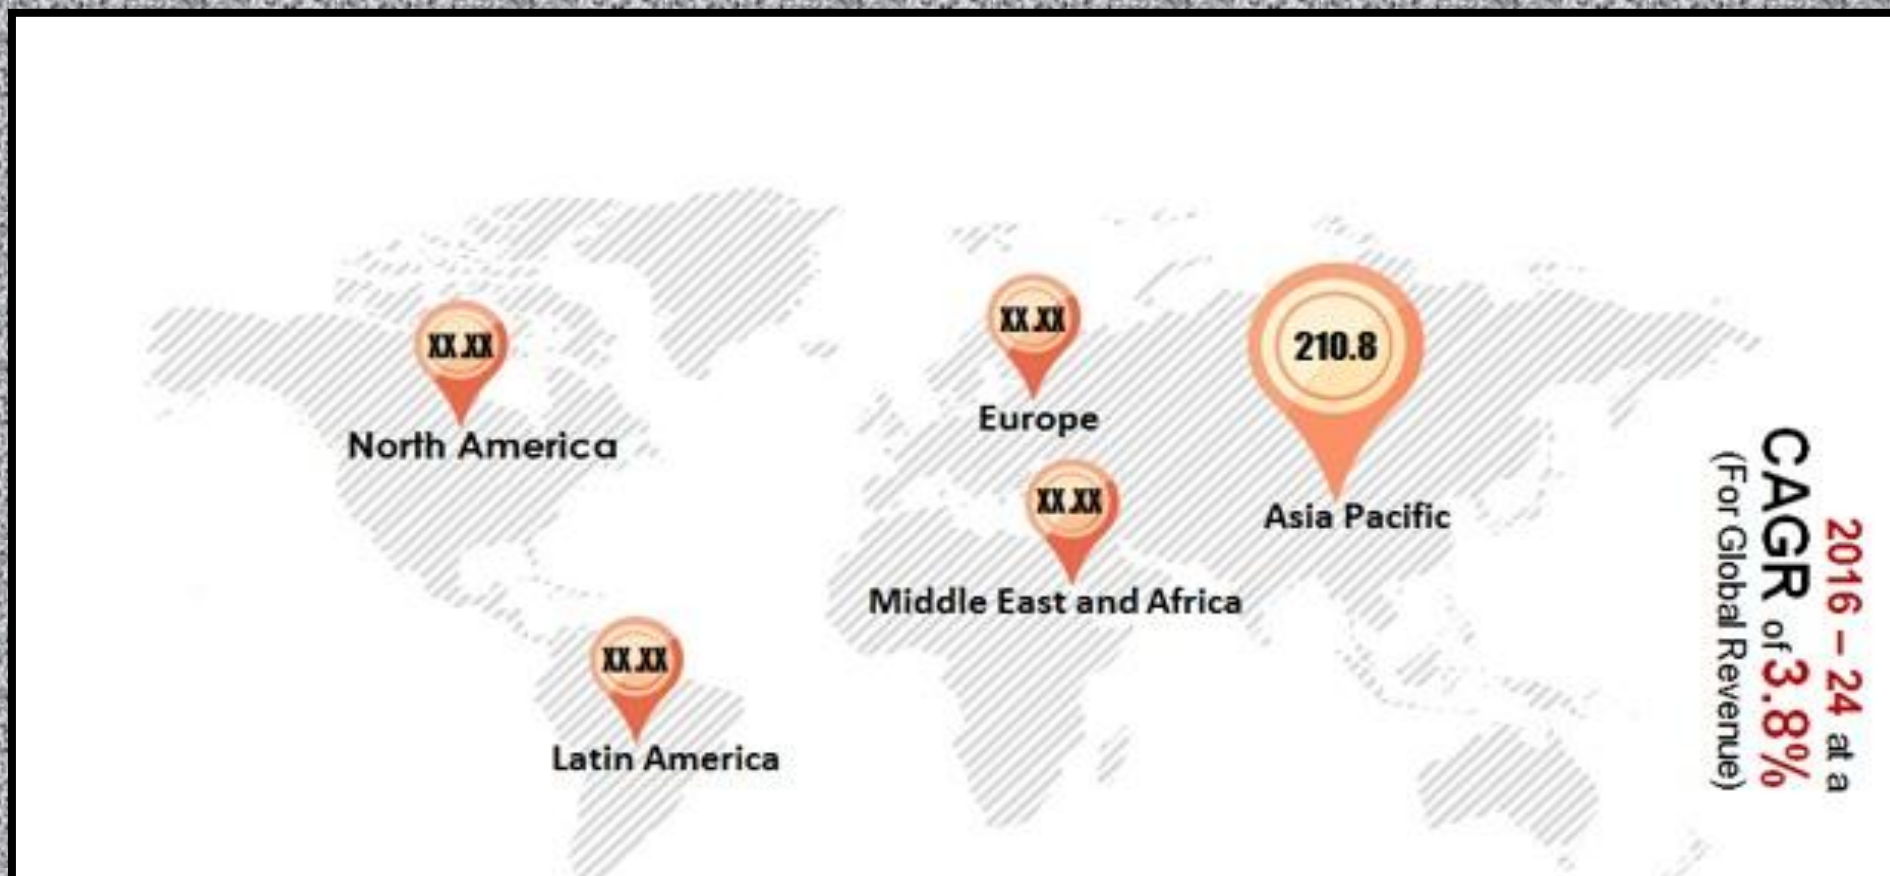 XX.XX
North America
XX.XX
Europe
210.8
Asia Pacific
XX.XX
Middle East and Africa
XX.XX
Latin America
2016 – 24 at a
CAGR of 3.8%
(For Global Revenue)